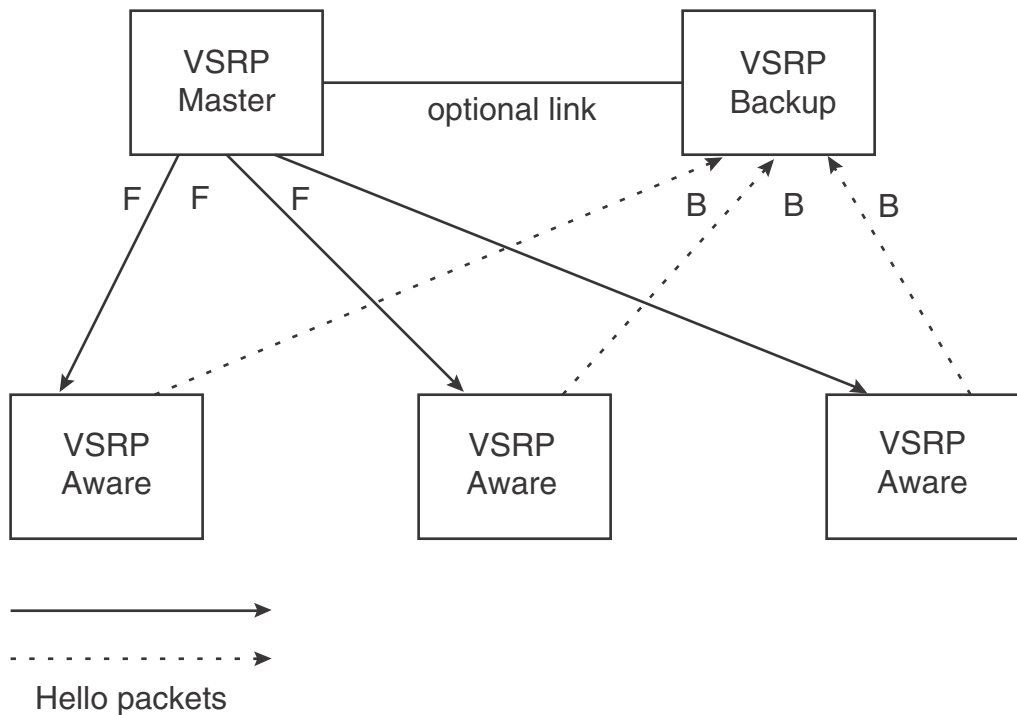 VSRP
Master
optional link
VSRP
Backup
F
F
F
B
B
B
VSRP
Aware
VSRP
Aware
VSRP
Aware
Hello packets